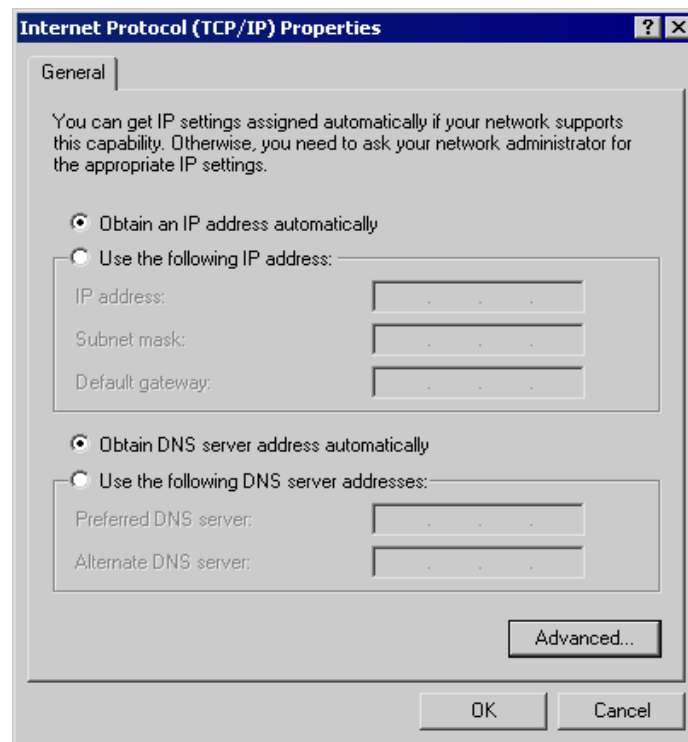 Internet Protocol (TCP/IP) Properties
General
You can get IP settings assigned automatically if your network supports
this capability. Otherwise, you need to ask your network administrator for
the appropriate IP settings.
Obtain an IP address automatically
Use the following IP address:
IP address:
Subnet mask:
Default gateway:
Obtain DNS server address automatically
Use the following DNS server addresses:
Preferred DNS server:
Alternate DNS server:
Advanced...
OK Cancel